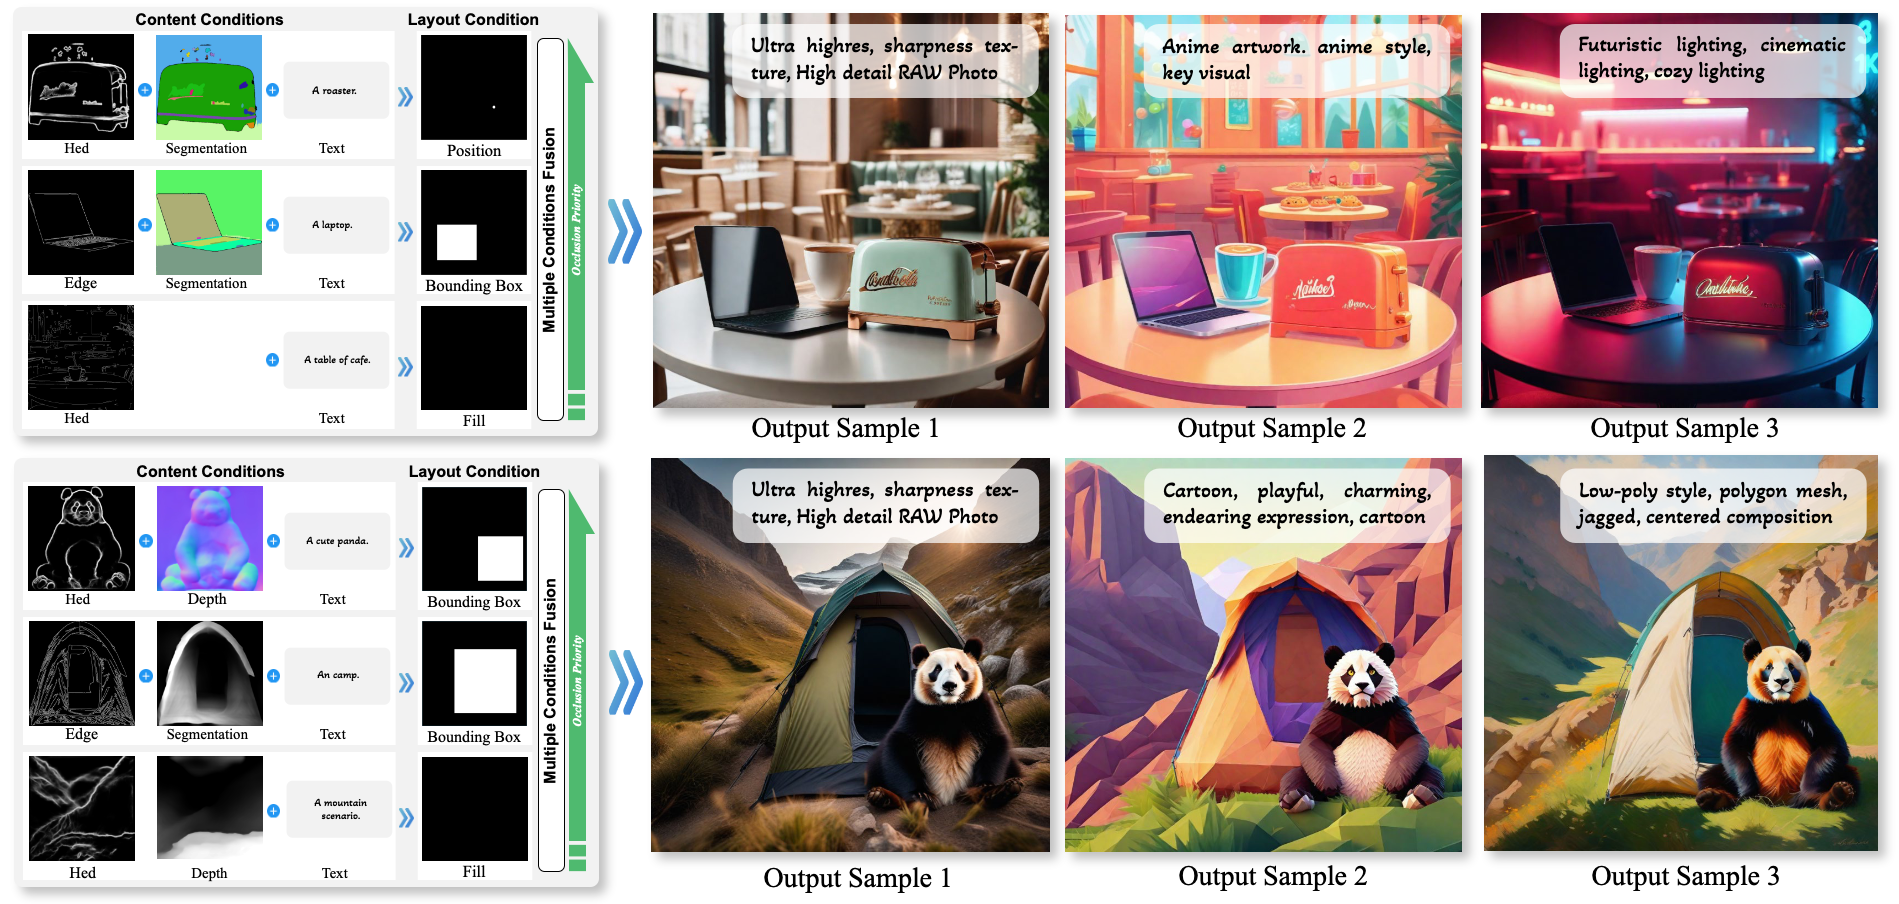 Content Conditions
Layout Condition
A roaster.
Hed
Segmentation
Text
Position
A laptop.
Edge
Segmentation
Text
Bounding Box
A table of cafe.
Hed
Text
Fill
Multiple Conditions Fusion
Occlusion Priority
Ultra highres, sharpness tex-
ture, High detail RAW Photo
Output Sample 1
Anime artwork. anime style,
key visual
Output Sample 2
Futuristic lighting, cinematic
lighting, cozy lighting
Output Sample 3
Content Conditions
Layout Condition
A cute panda.
Hed
Depth
Text
Bounding Box
An camp.
Edge
Segmentation
Text
Bounding Box
A mountain
scenario.
Hed
Depth
Text
Fill
Multiple Conditions Fusion
Occlusion Priority
Ultra highres, sharpness tex-
ture, High detail RAW Photo
Output Sample 1
Cartoon, playful, charming,
endearing expression, cartoon
Output Sample 2
Low-poly style, polygon mesh,
jagged, centered composition
Output Sample 3